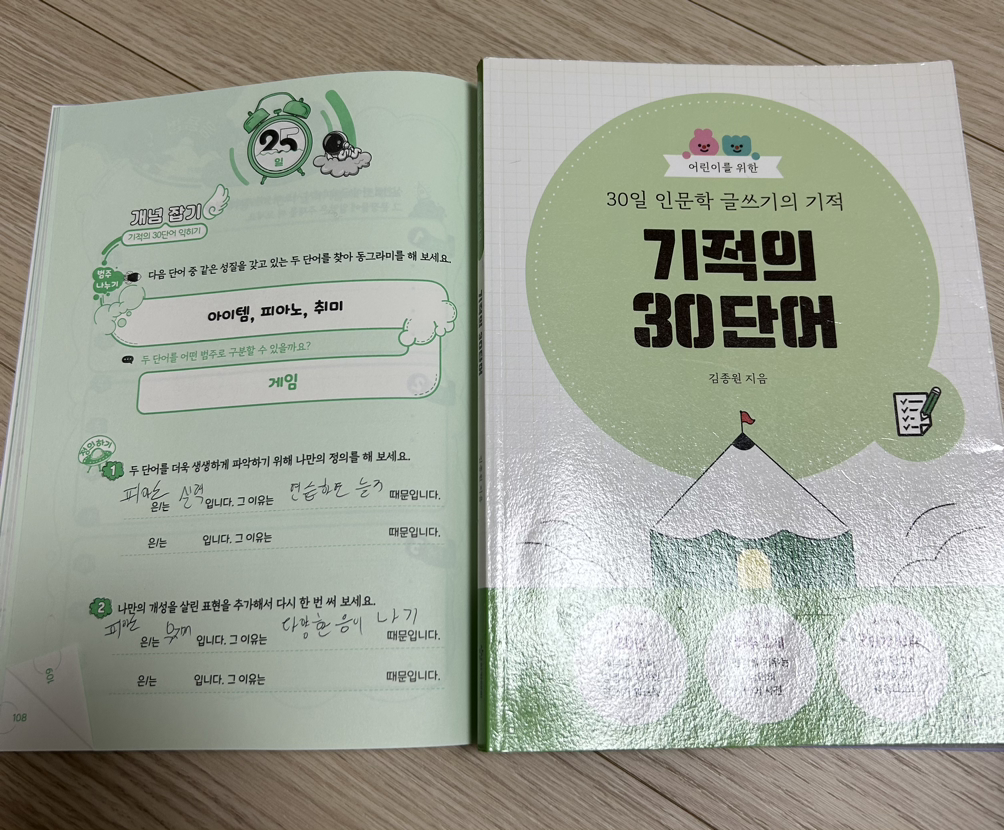 25
일
개념 잡기
기적의 30단어 익히기
범주
나누기
다음 단어 중 같은 성질을 갖고 있는 두 단어를 찾아 동그라미를 해 보세요.
아이템, 피아노, 취미
두 단어를 어떤 범주로 구분할 수 있을까요?
게임
정의하기
1 두 단어를 더욱 생생하게 파악하기 위해 나만의 정의를 해 보세요.
피아노 은/는 실력 입니다. 그 이유는 연습하면 늘기 때문입니다.
은/는 입니다. 그 이유는 때문입니다.
2 나만의 개성을 살린 표현을 추가해서 다시 한 번 써 보세요.
피아노 은/는 입니다. 그 이유는 다양한 음이 나기 때문입니다.
은/는 입니다. 그 이유는 때문입니다.
109
108
기적의 30단어
어린이를 위한
30일 인문학 글쓰기의 기적
기적의
30단어
김종원 지음